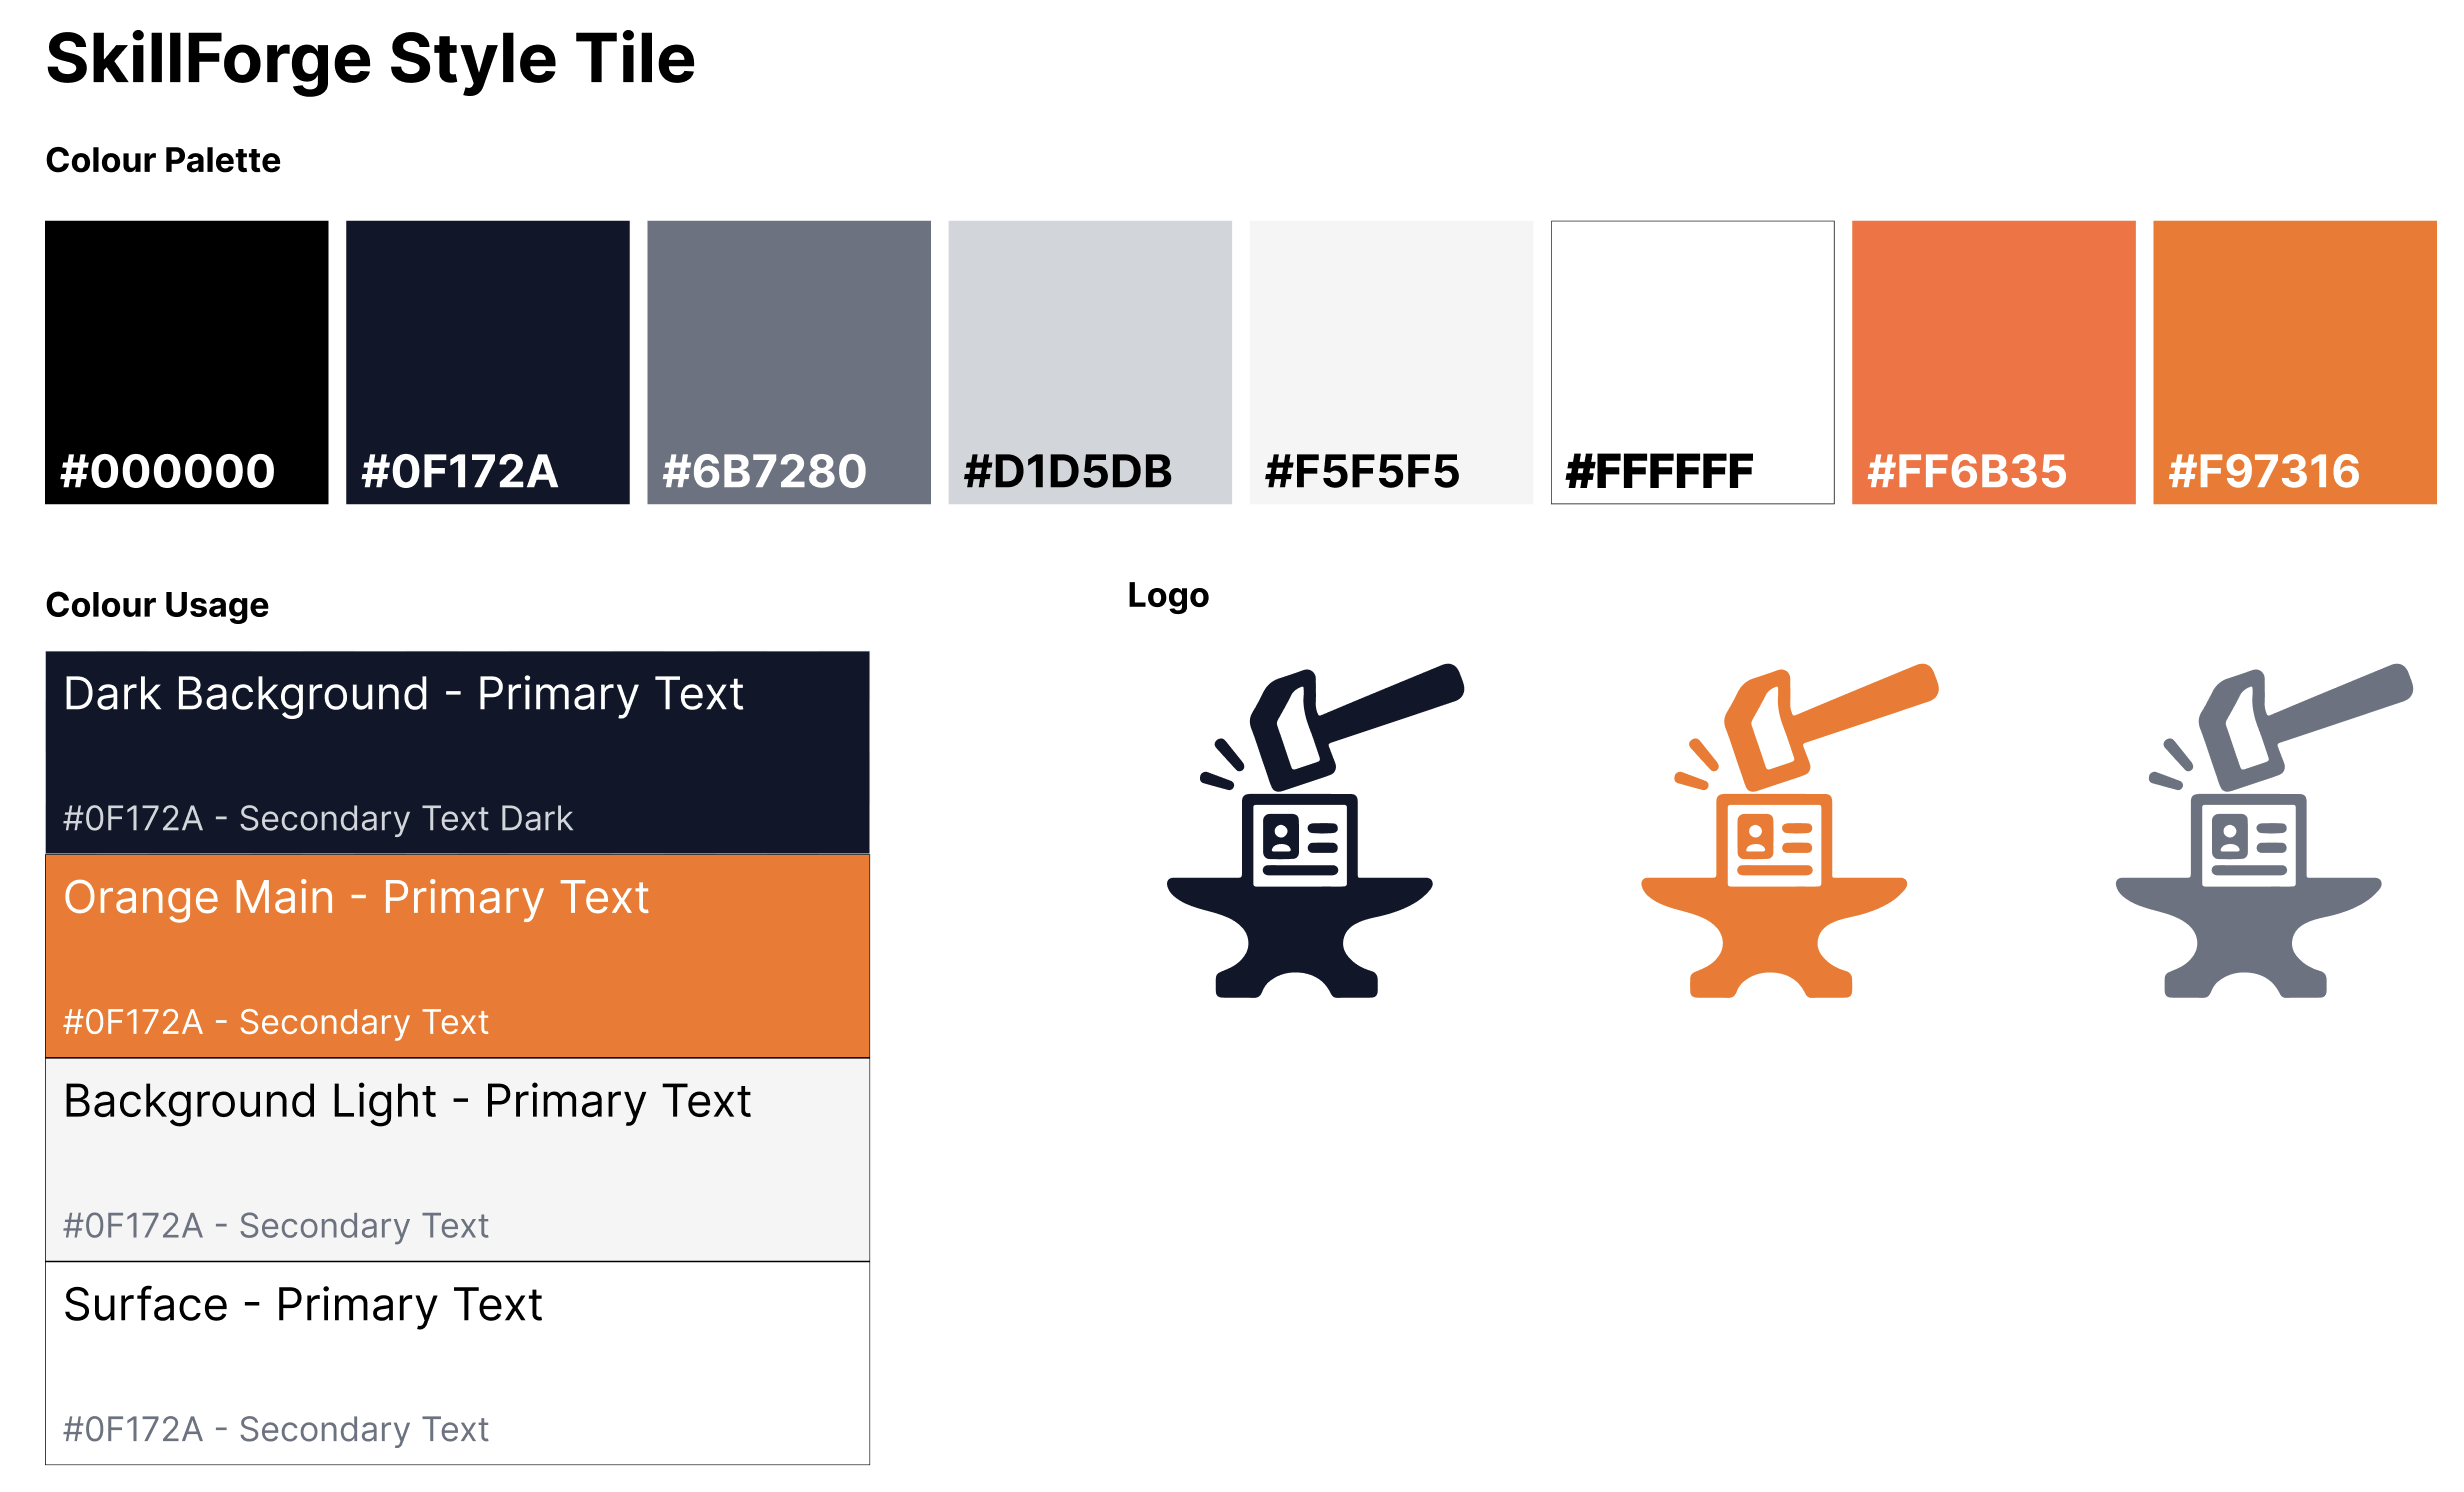 SkillForge Style Tile
Colour Palette
#000000
#0F172A
#6B7280
#D1D5DB
#F5F5F5
#FFFFFF
#FF6B35
#F97316
Colour Usage
Logo
Dark Background - Primary Text
#0F172A - Secondary Text Dark
Orange Main - Primary Text
#0F172A - Secondary Text
Background Light - Primary Text
#0F172A - Secondary Text
Surface - Primary Text
#0F172A - Secondary Text